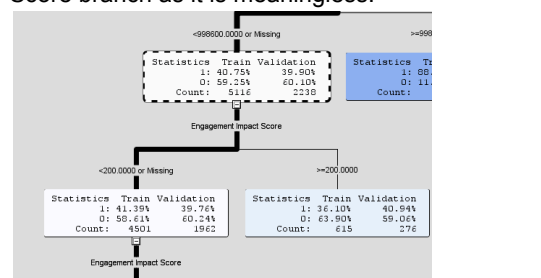 Score branch as it is meaningless.
<998600.0000 or Missing
>=998
Statistics Train Validation
1: 40.75% 39.90%
0: 59.25% 60.10%
Count: 5116 2238
Statistics Tr
1: 88.
0: 11.
Count:
Engagement Impact Score
<200.0000 or Missing
>=200.0000
Statistics Train Validation
1: 41.39% 39.76%
0: 58.61% 60.24%
Count: 4501 1962
Statistics Train Validation
1: 36.10% 40.94%
0: 63.90% 59.06%
Count: 615 276
Engagement Impact Score